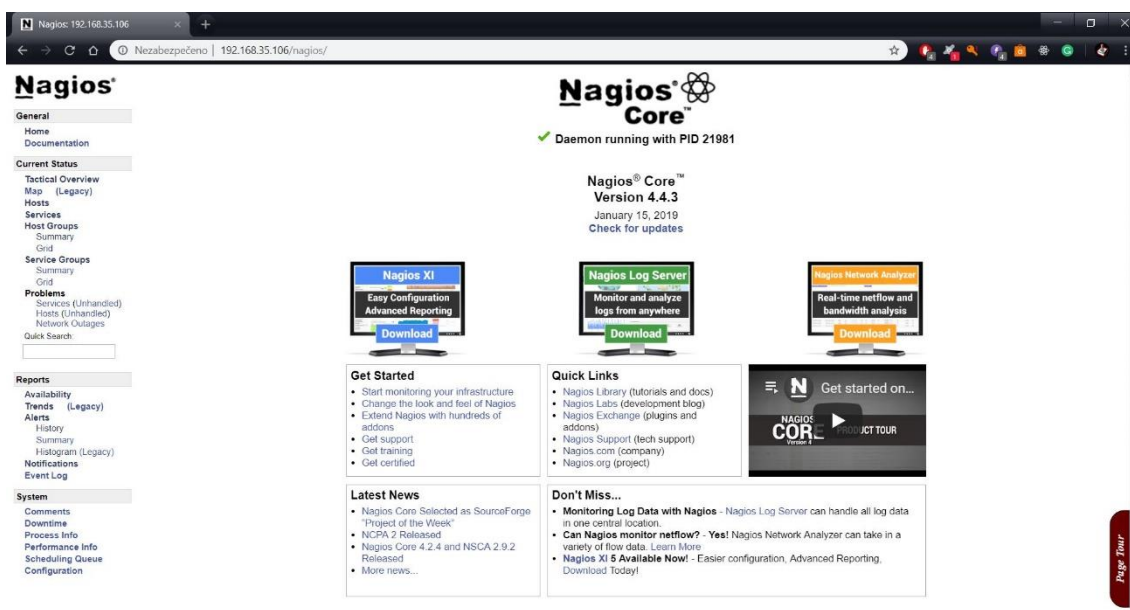 Nagios: 192.168.35.106
Nezabezpečeno | 192.168.35.106/nagios/
Nagios®
General
Home
Documentation
Current Status
Tactical Overview
Map (Legacy)
Hosts
Services
Host Groups
Summary
Grid
Service Groups
Summary
Grid
Problems
Services (Unhandled)
Hosts (Unhandled)
Network Outages
Quick Search:
Reports
Availability
Trends (Legacy)
Alerts
History
Summary
Histogram (Legacy)
Notifications
Event Log
System
Comments
Downtime
Process Info
Performance Info
Scheduling Queue
Configuration
Nagios®
Core™
✓ Daemon running with PID 21981
Nagios® Core™
Version 4.4.3
January 15, 2019
Check for updates
Nagios XI
Easy Configuration
Advanced Reporting
Download
Nagios Log Server
Monitor and analyze
logs from anywhere
Download
Nagios Network Analyzer
Real-time netflow and
bandwidth analysis
Download
Get Started
• Start monitoring your infrastructure
• Change the look and feel of Nagios
• Extend Nagios with hundreds of
addons
• Get support
• Get training
• Get certified
Quick Links
• Nagios Library (tutorials and docs)
• Nagios Labs (development blog)
• Nagios Exchange (plugins and
addons)
• Nagios Support (tech support)
• Nagios.com (company)
• Nagios.org (project)
N Get started on...
NAGIOS
CORE PRODUCT TOUR
Version 4
Latest News
• Nagios Core Selected as SourceForge
"Project of the Week"
• NCPA 2 Released
• Nagios Core 4.2.4 and NSCA 2.9.2
Released
• More news...
Don't Miss...
• Monitoring Log Data with Nagios - Nagios Log Server can handle all log data
in one central location.
• Can Nagios monitor netflow? - Yes! Nagios Network Analyzer can take in a
variety of flow data. Learn More
• Nagios XI 5 Available Now! - Easier configuration, Advanced Reporting,
Download Today!
Page Tour